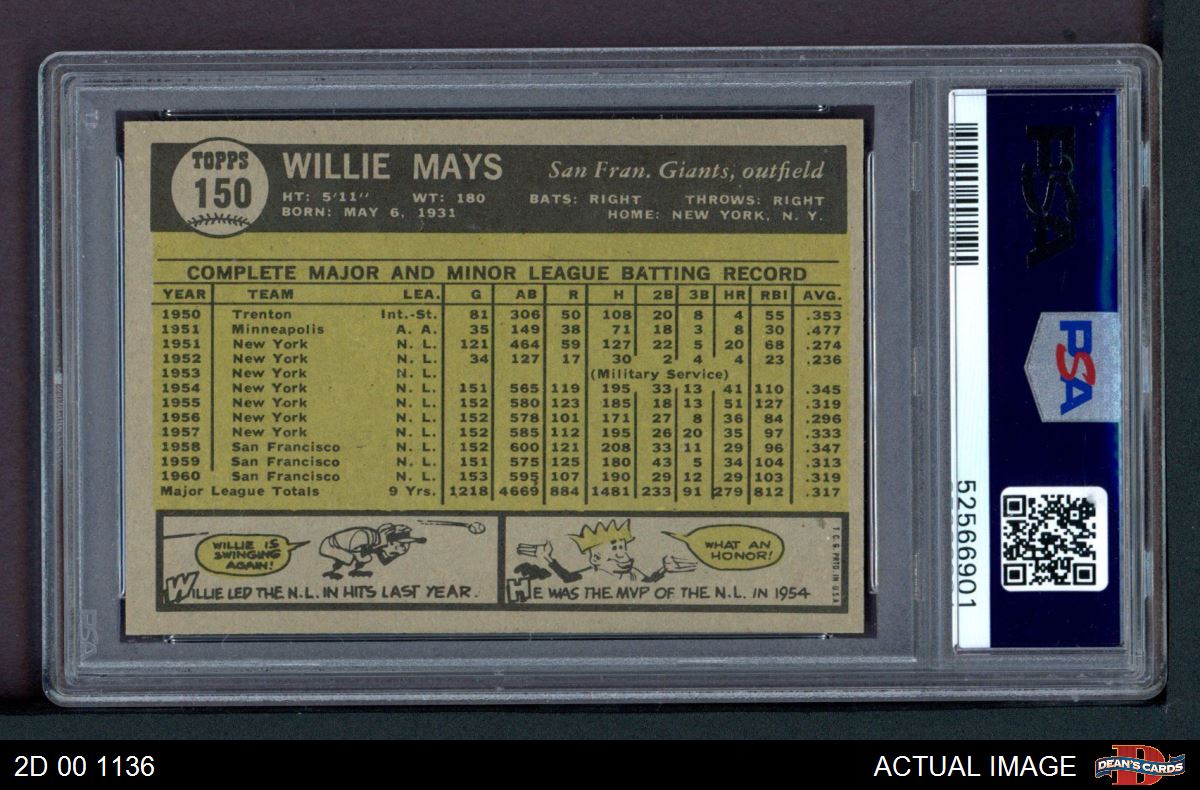 TOPPS
150
WILLIE MAYS San Fran. Giants, outfield
HT: 5'11" WT: 180 BATS: RIGHT THROWS: RIGHT
BORN: MAY 6, 1931 HOME: NEW YORK, N. Y.
COMPLETE MAJOR AND MINOR LEAGUE BATTING RECORD
YEAR TEAM LEA. G AB R H 2B 3B HR RBI AVG.
1950 Trenton Int.-St. 81 306 50 108 20 8 4 55 .353
1951 Minneapolis A. A. 35 149 38 71 18 3 8 30 .477
1951 New York N. L. 121 464 59 127 22 5 20 68 .274
1952 New York N. L. 34 127 17 30 2 4 4 23 .236
1953 New York N. L. (Military Service)
1954 New York N. L. 151 565 119 195 33 13 41 110 .345
1955 New York N. L. 152 580 123 185 18 13 51 127 .319
1956 New York N. L. 152 578 101 171 27 8 36 84 .296
1957 New York N. L. 152 585 112 195 26 20 35 97 .333
1958 San Francisco N. L. 152 600 121 208 33 11 29 96 .347
1959 San Francisco N. L. 151 575 125 180 43 5 34 104 .313
1960 San Francisco N. L. 153 595 107 190 29 12 29 103 .319
Major League Totals 9 Yrs. 1218 4669 884 1481 233 91 279 812 .317
WILLIE IS
SWINGING
AGAIN!
WILLIE LED THE N.L. IN HITS LAST YEAR.
WHAT AN
HONOR!
HE WAS THE MVP OF THE N.L. IN 1954
T.C.G. PRTD. IN U.S.A.
PSA
PSA
52566901
PSA
2D 00 1136
ACTUAL IMAGE
DEAN'S CARDS